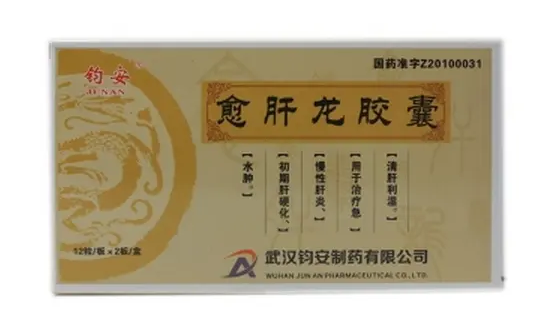 钧安
JUNAN
国药准字Z20100031
愈肝龙胶囊
【清肝利湿。】
【用于治疗急、】
【慢性肝炎、】
【初期肝硬化、】
【水肿。】
12粒/板×2板/盒
武汉钧安制药有限公司
WUHAN JUN AN PHARMACEUTICAL CO., LTD.